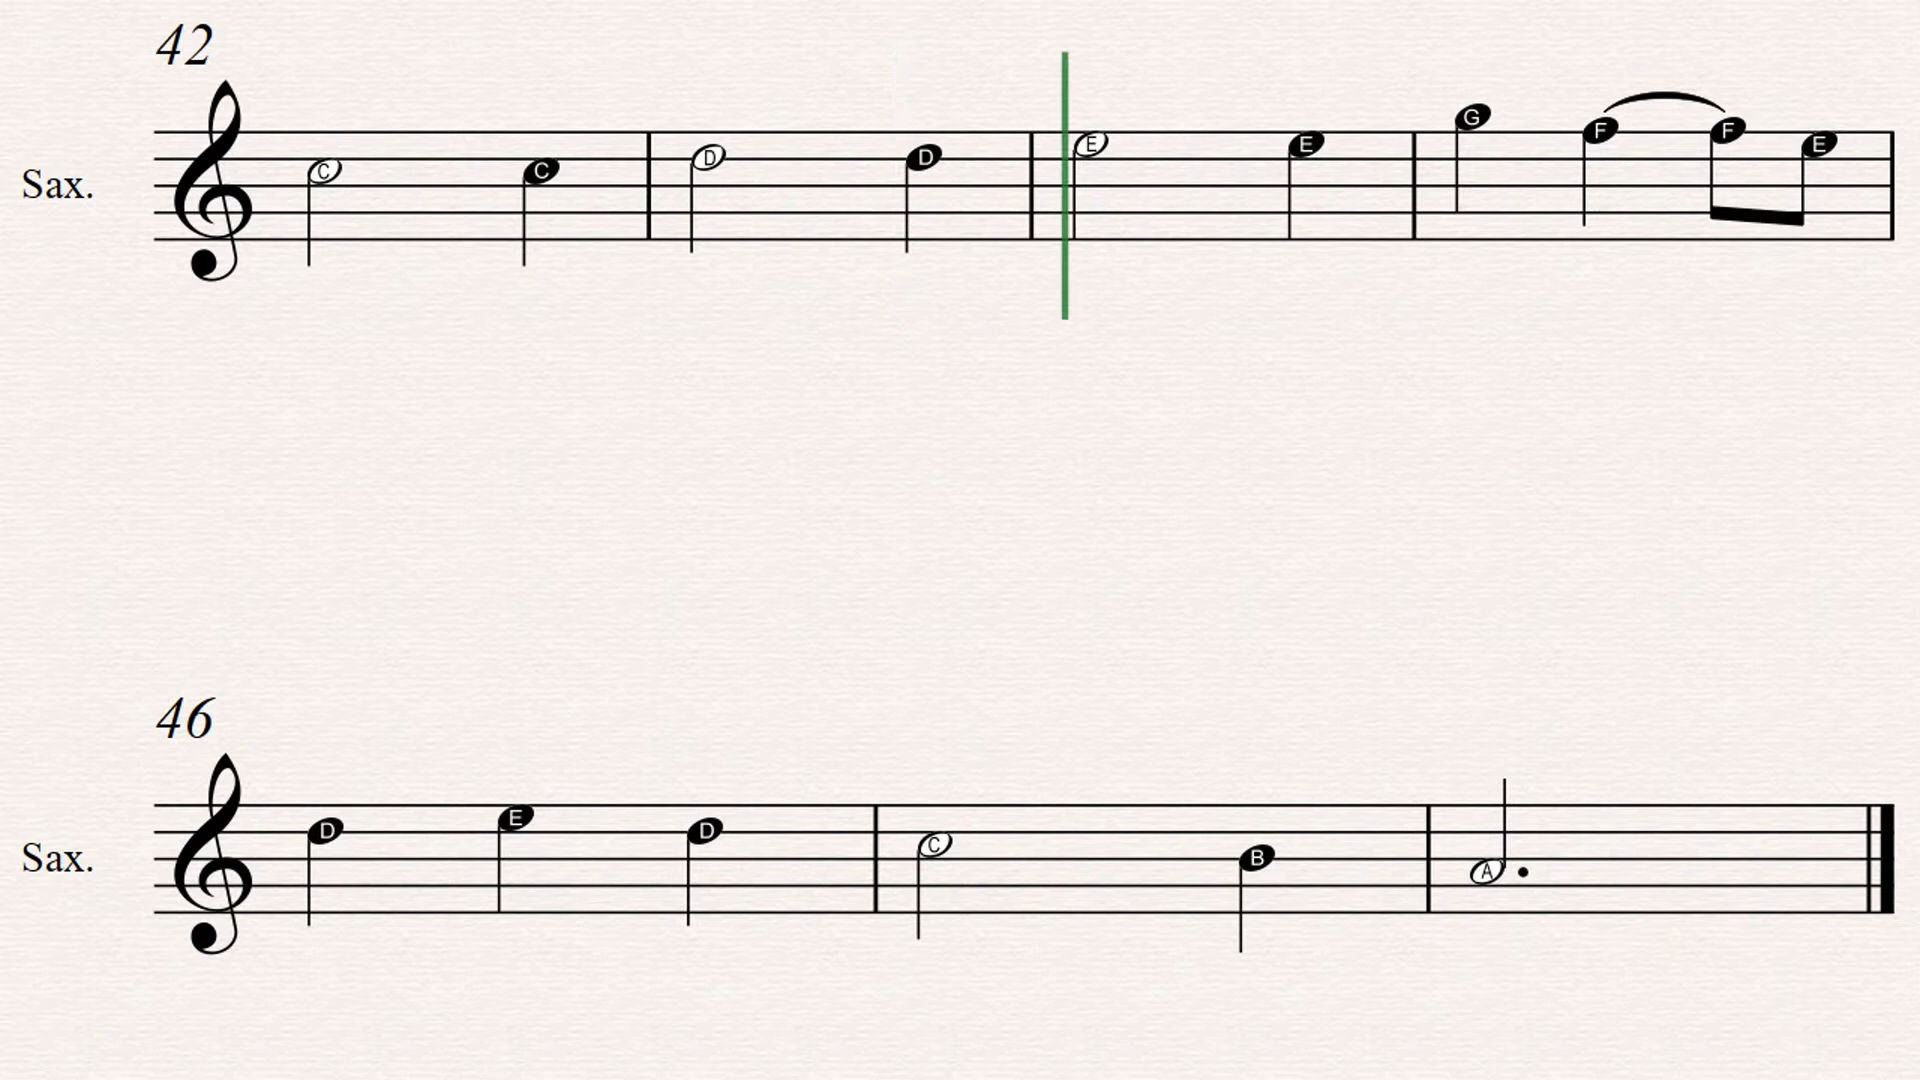 42
Sax. C C D D E E G F F E
46
Sax. D E D C B A